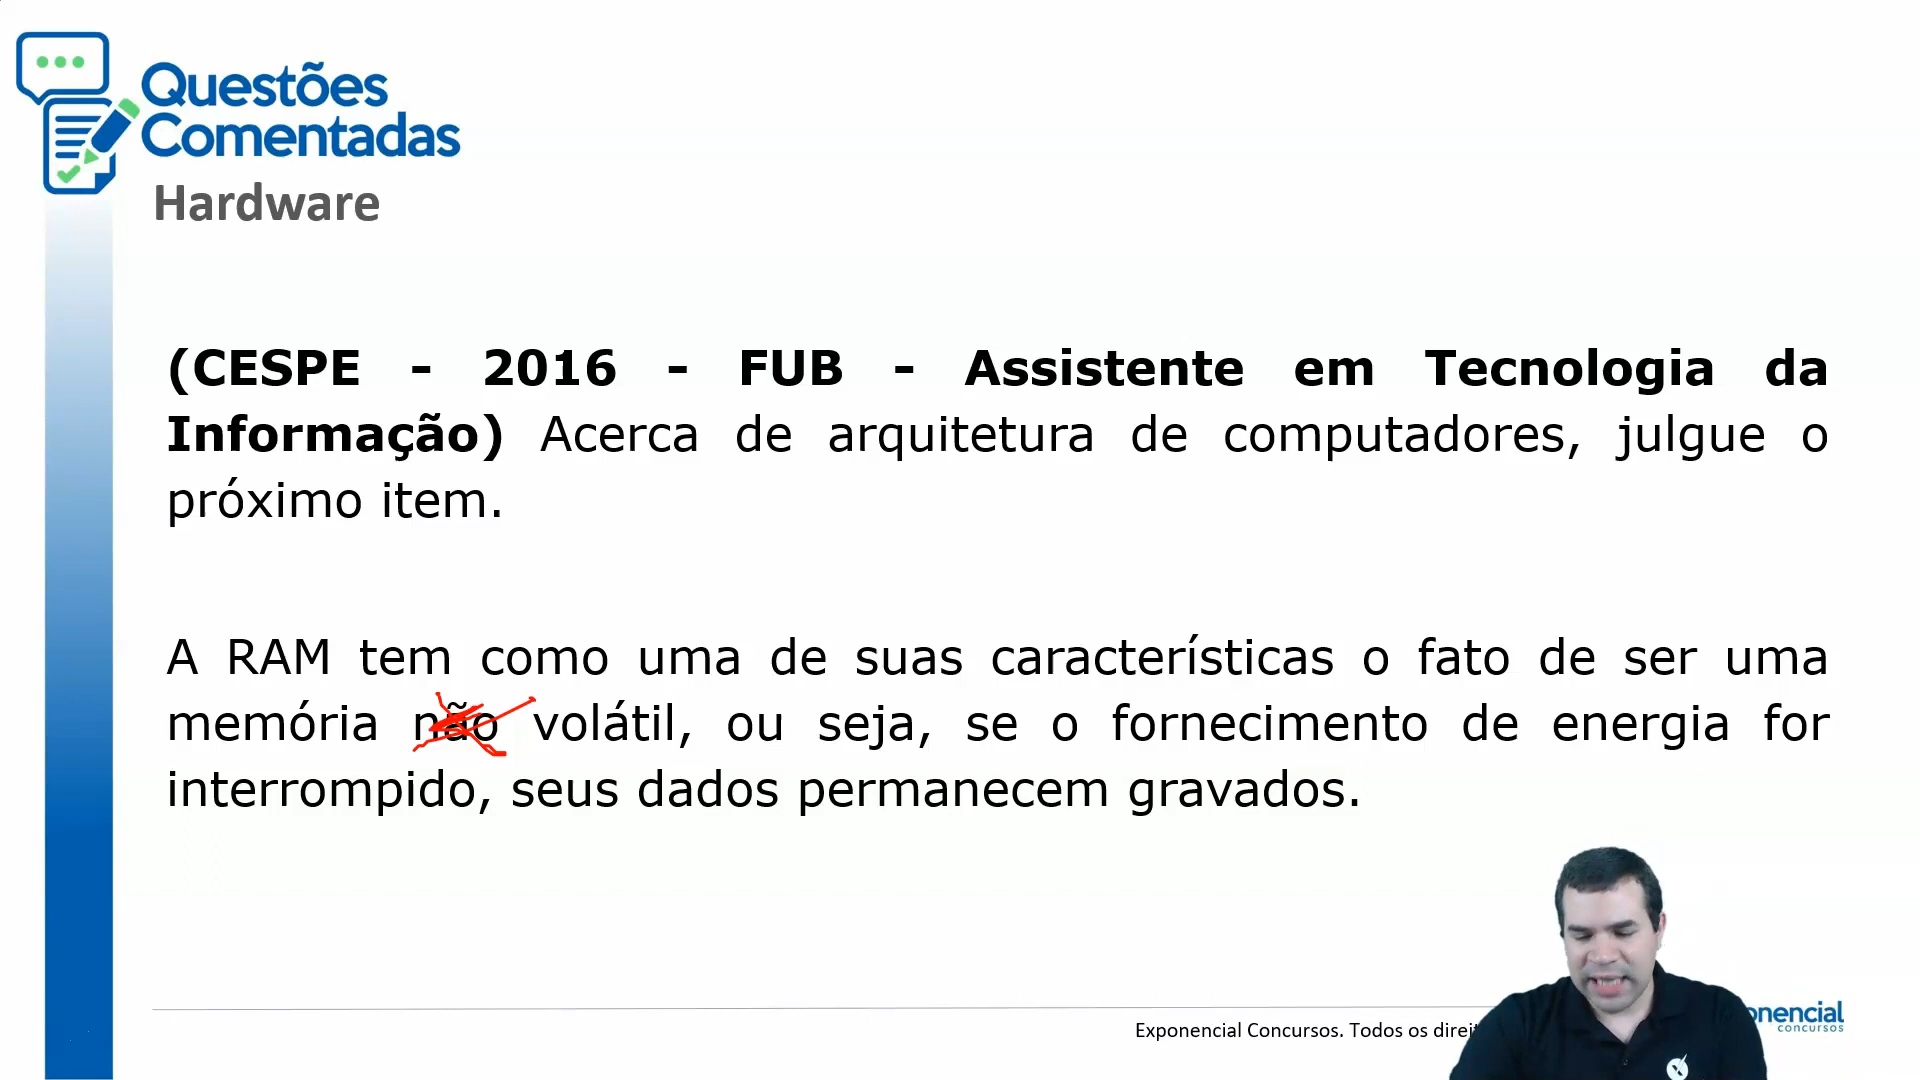 Questões
Comentadas
Hardware
(CESPE - 2016 - FUB - Assistente em Tecnologia da
Informação) Acerca de arquitetura de computadores, julgue o
próximo item.
A RAM tem como uma de suas características o fato de ser uma
memória não volátil, ou seja, se o fornecimento de energia for
interrompido, seus dados permanecem gravados.
Exponencial Concursos. Todos os
concursos